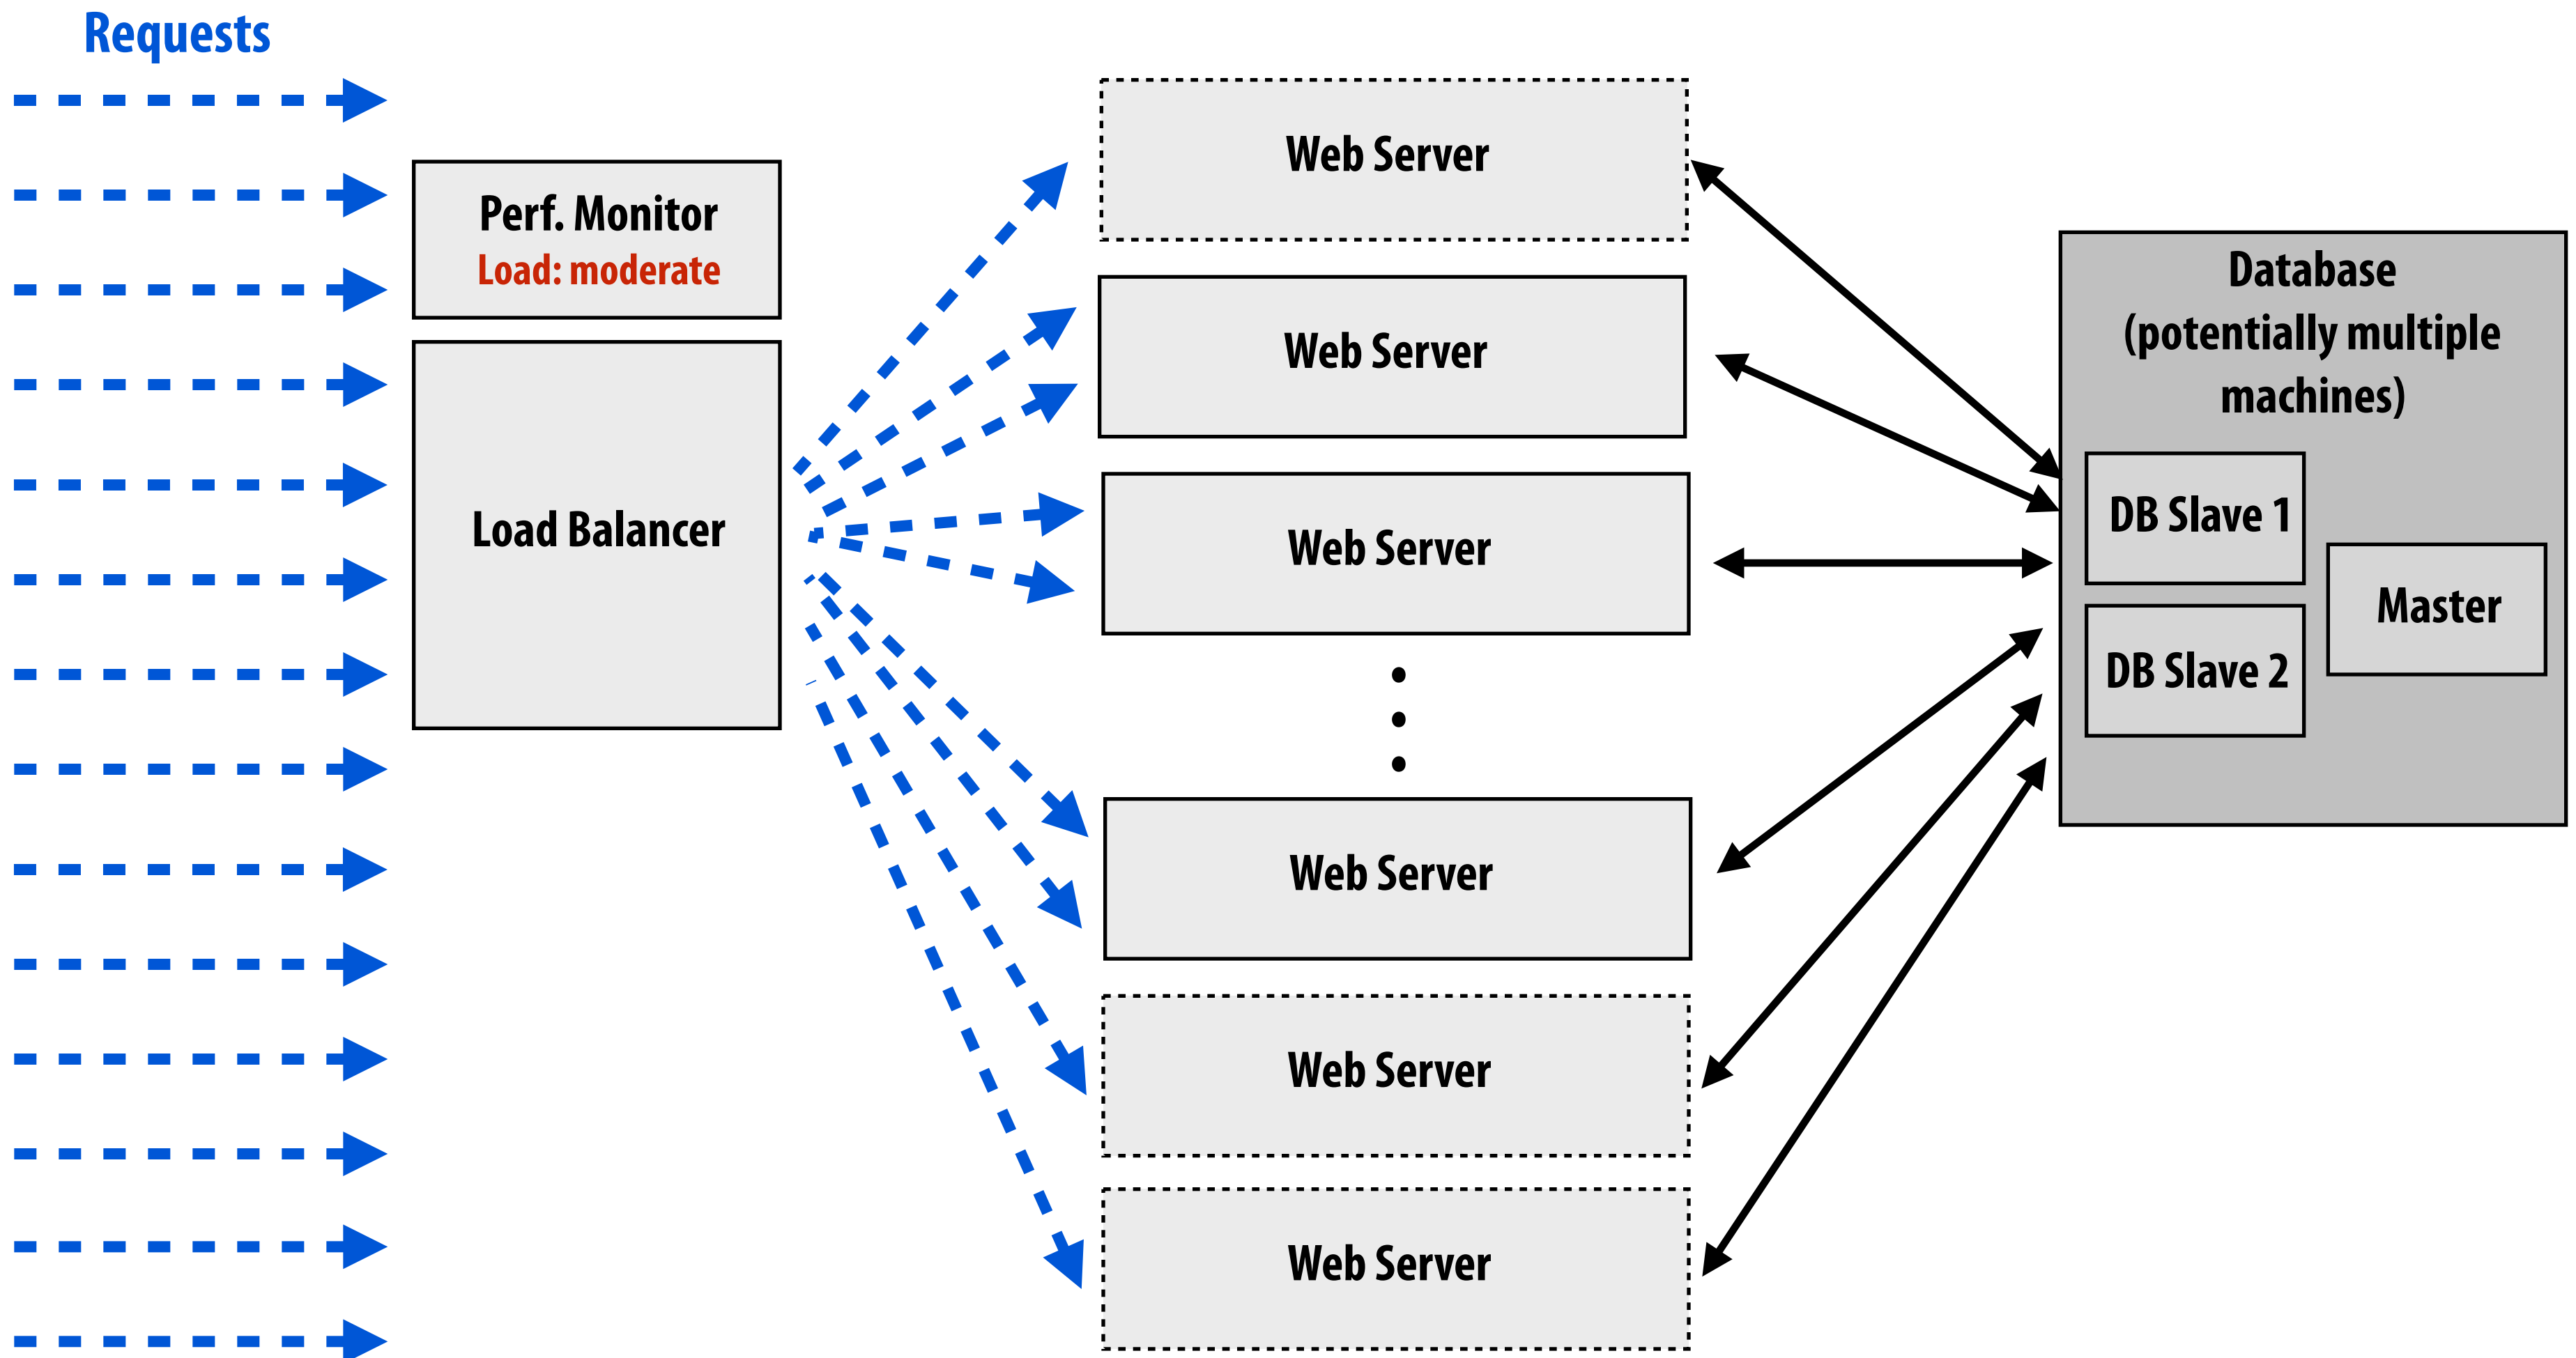 Requests
Perf. Monitor
Load: moderate
Load Balancer
Web Server
Web Server
Web Server
Web Server
Web Server
Web Server
Database
(potentially multiple
machines)
DB Slave 1
Master
DB Slave 2